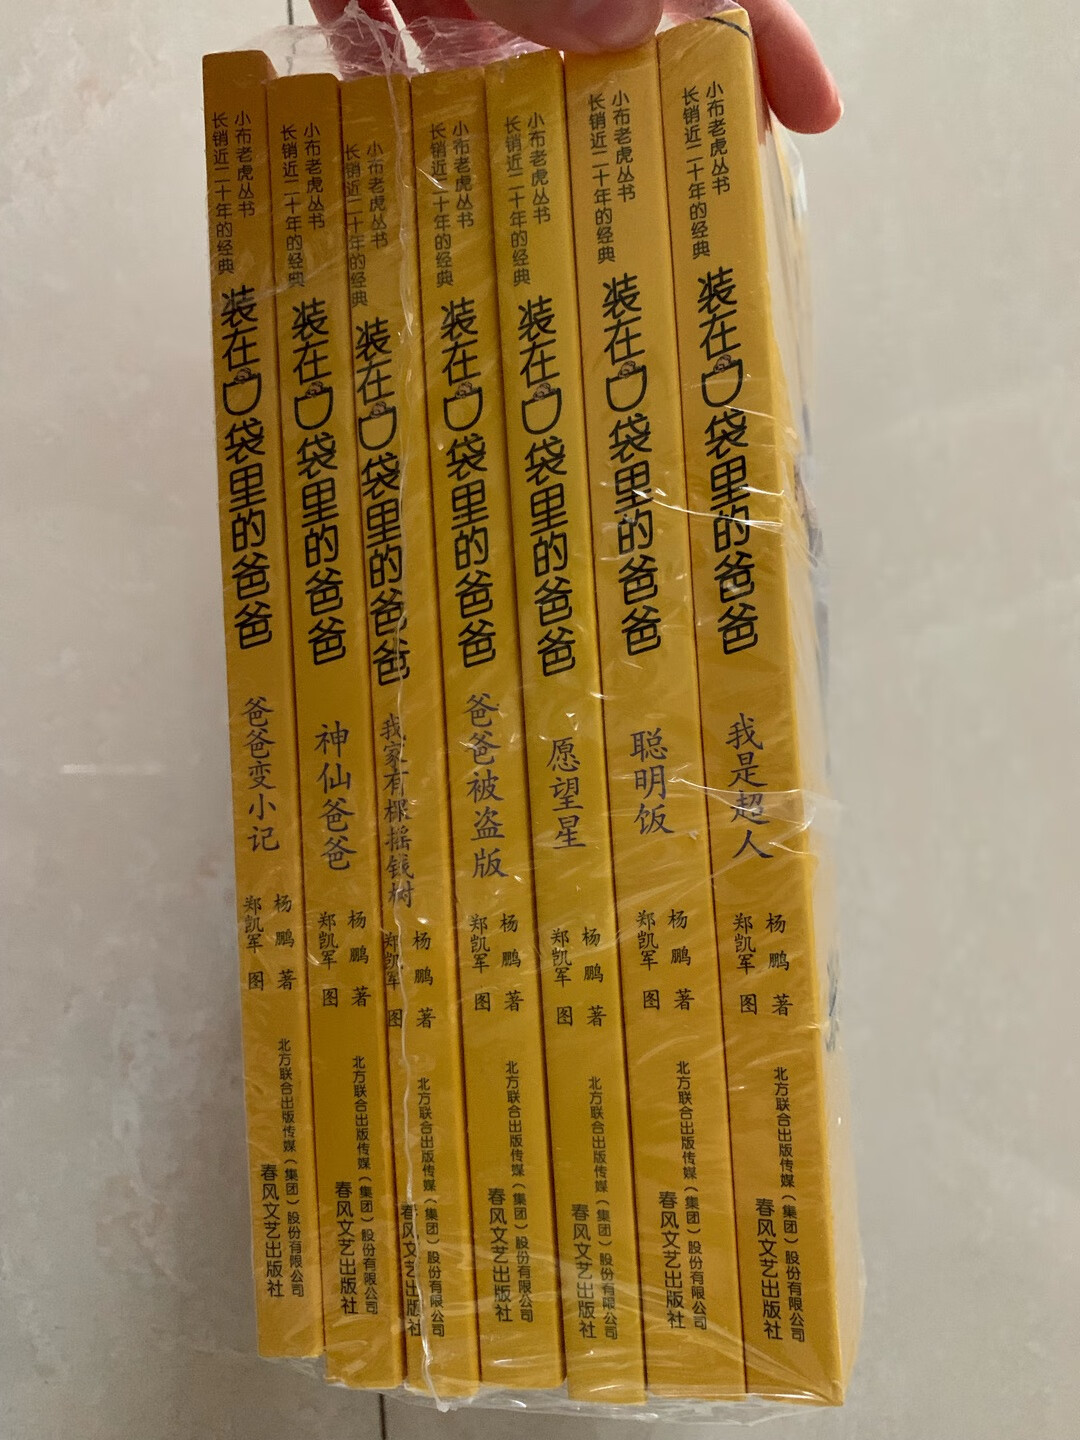 小布老虎丛书
长销近二十年的经典
装在口袋里的爸爸
爸爸变小记
杨鹏 著
郑凯军 图
北方联合出版传媒（集团）股份有限公司
春风文艺出版社
小布老虎丛书
长销近二十年的经典
装在口袋里的爸爸
神仙爸爸
杨鹏 著
郑凯军 图
北方联合出版传媒（集团）股份有限公司
春风文艺出版社
小布老虎丛书
长销近二十年的经典
装在口袋里的爸爸
我家有棵摇钱树
杨鹏 著
郑凯军 图
北方联合出版传媒（集团）股份有限公司
春风文艺出版社
小布老虎丛书
长销近二十年的经典
装在口袋里的爸爸
爸爸被盗版
杨鹏 著
郑凯军 图
北方联合出版传媒（集团）股份有限公司
春风文艺出版社
小布老虎丛书
长销近二十年的经典
装在口袋里的爸爸
愿望星
杨鹏 著
郑凯军 图
北方联合出版传媒（集团）股份有限公司
春风文艺出版社
小布老虎丛书
长销近二十年的经典
装在口袋里的爸爸
聪明饭
杨鹏 著
郑凯军 图
北方联合出版传媒（集团）股份有限公司
春风文艺出版社
小布老虎丛书
长销近二十年的经典
装在口袋里的爸爸
我是超人
杨鹏 著
郑凯军 图
北方联合出版传媒（集团）股份有限公司
春风文艺出版社